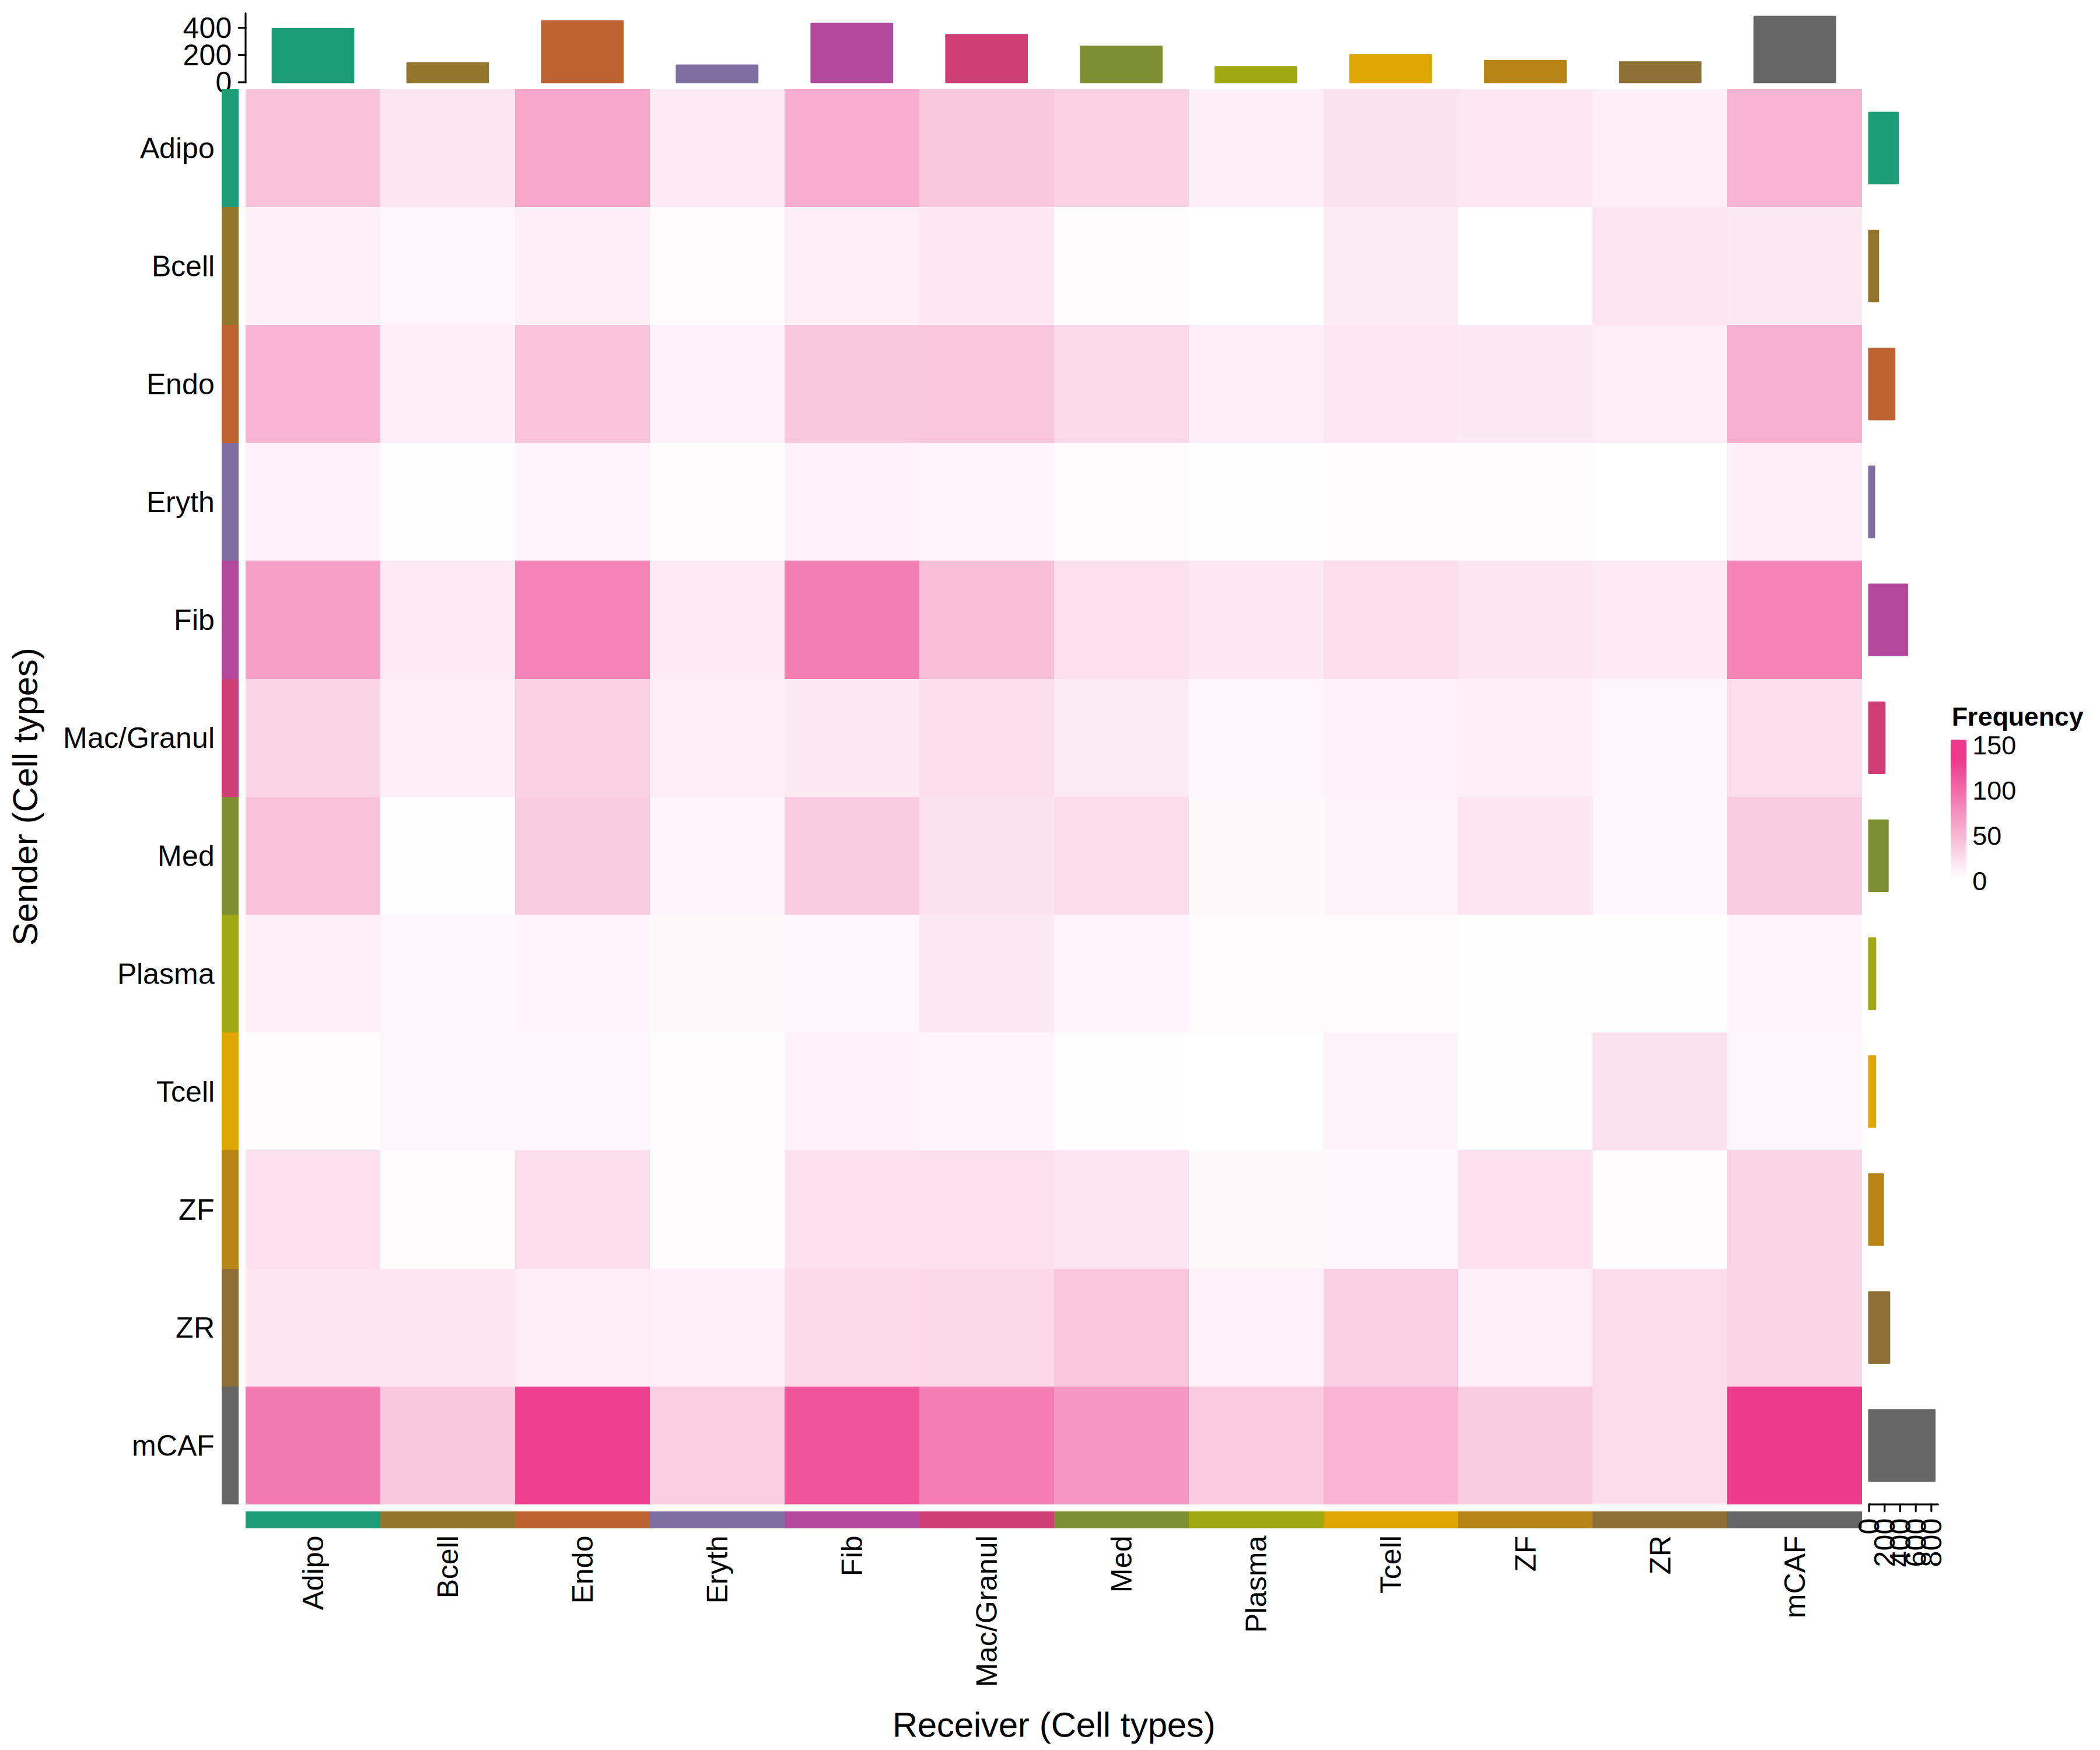 400
200
0
Adipo
Bcell
Endo
Eryth
Fib
Mac/Granul
Med
Plasma
Tcell
ZF
ZR
mCAF
Sender (Cell types)
Frequency
150
100
50
0
0
200
400
600
800
Adipo
Bcell
Endo
Eryth
Fib
Mac/Granul
Med
Plasma
Tcell
ZF
ZR
mCAF
Receiver (Cell types)